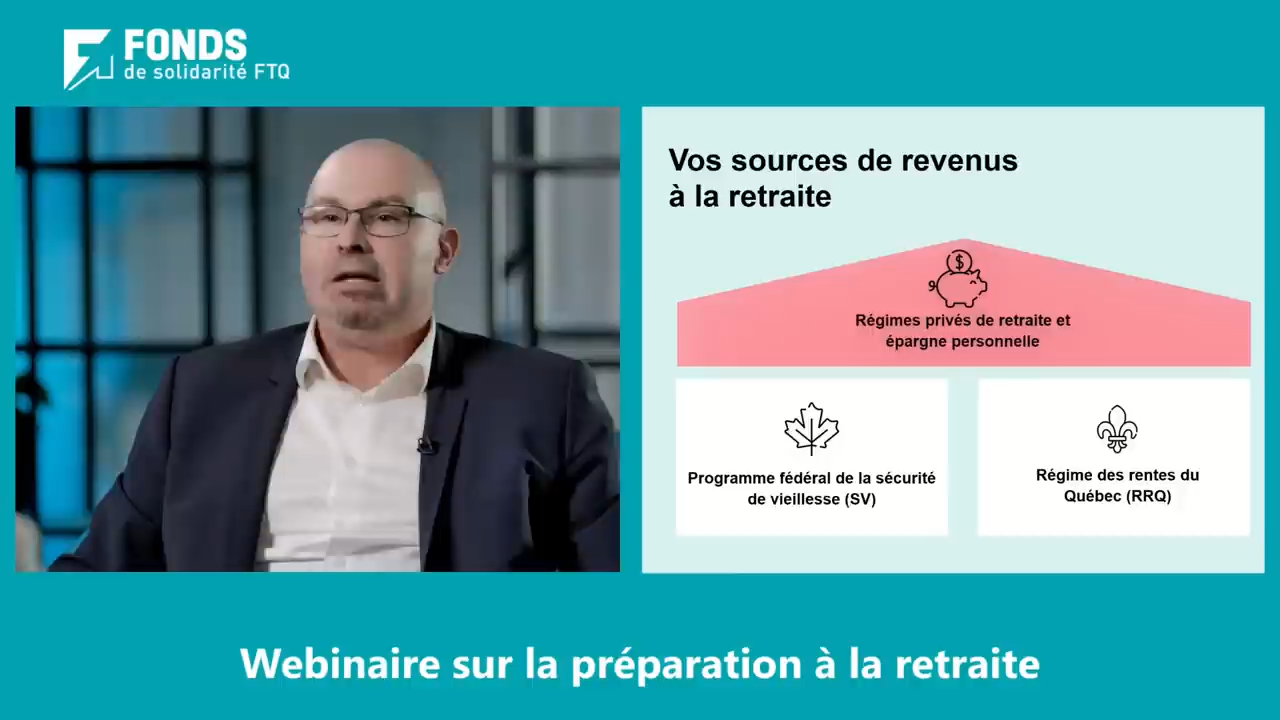 FONDS
de solidarité FTQ
Vos sources de revenus
à la retraite
$
Régimes privés de retraite et
épargne personnelle
Programme fédéral de la sécurité
de vieillesse (SV)
Régime des rentes du
Québec (RRQ)
Webinaire sur la préparation à la retraite